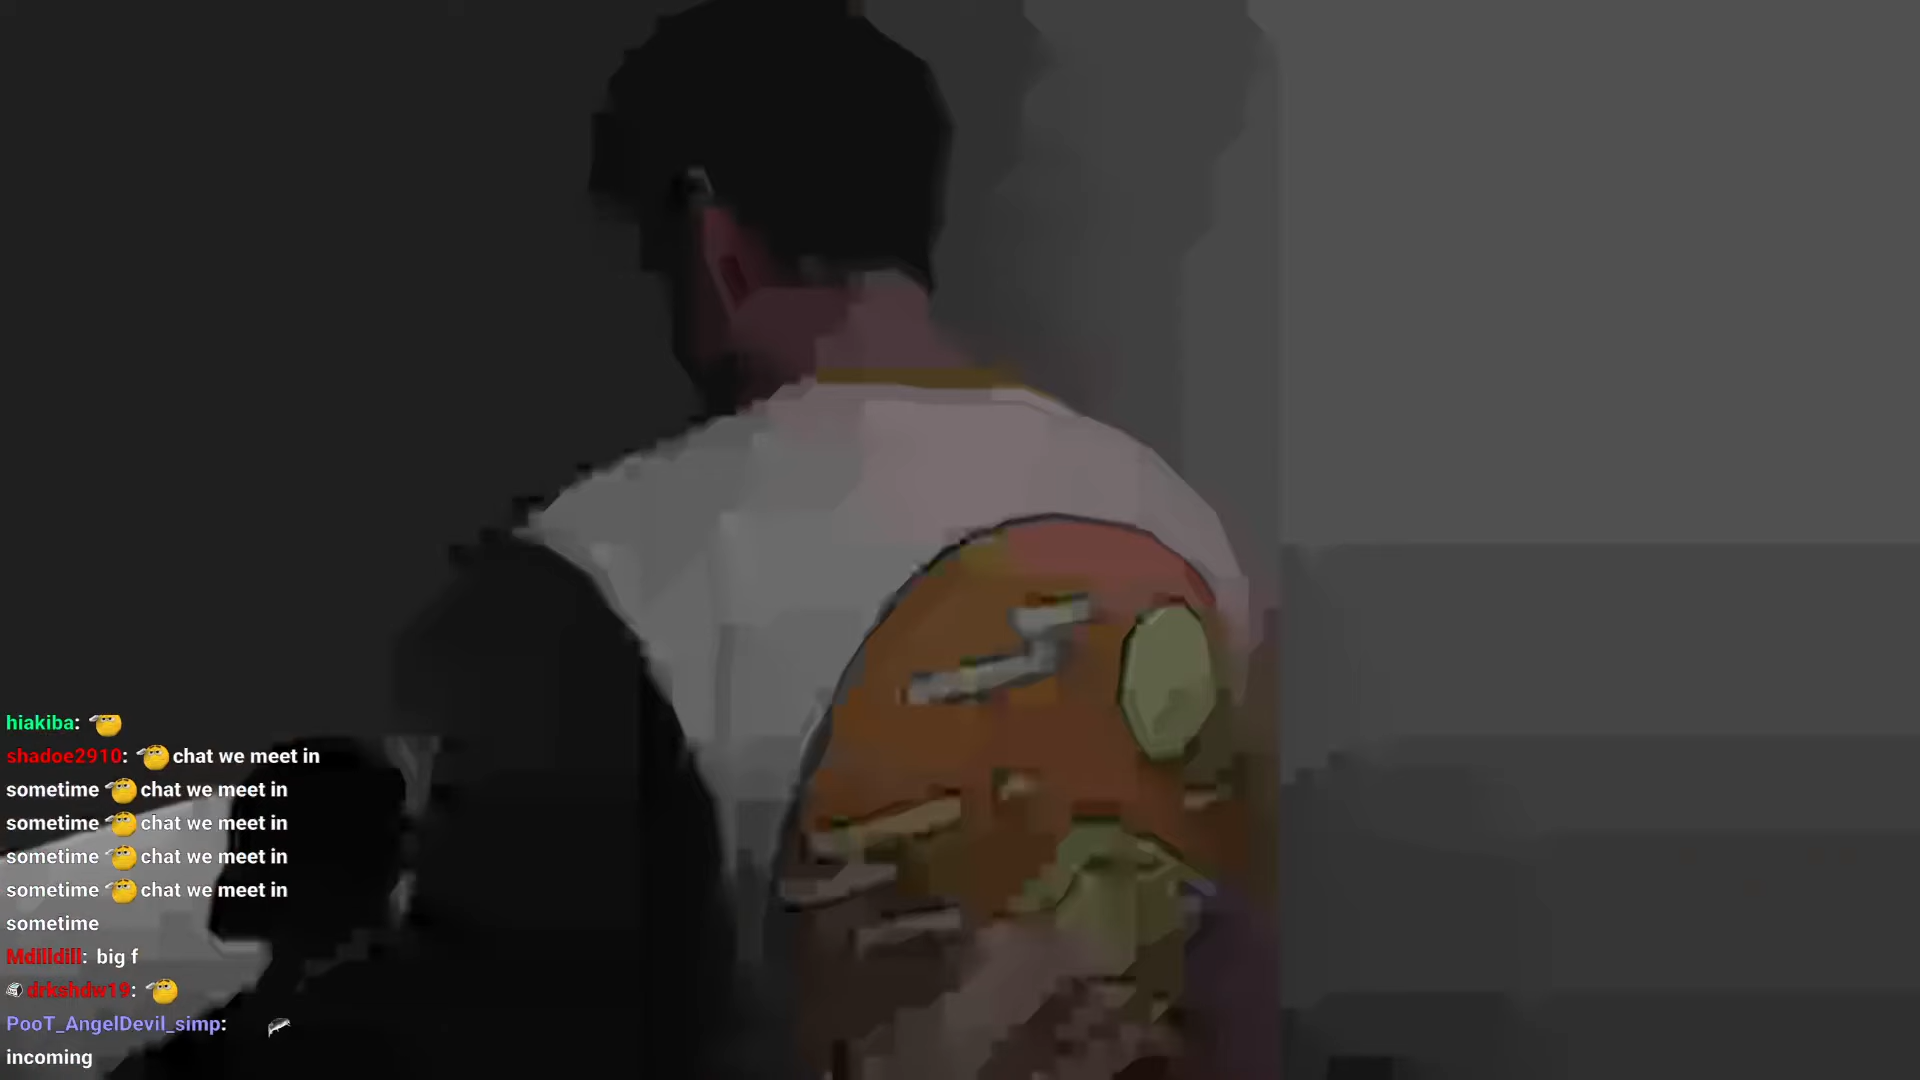 hiakiba:
shadoe2910: chat we meet in
sometime chat we meet in
sometime chat we meet in
sometime chat we meet in
sometime chat we meet in
sometime
Mdilldill: big f
drkshdw19:
PooT_AngelDevil_simp:
incoming